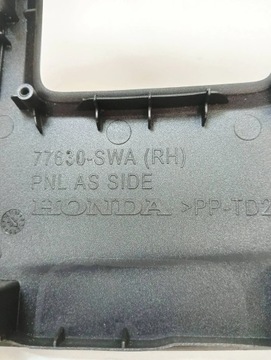 77630-SWA (RH)
PNL AS SIDE
HONDA >PP-TD2